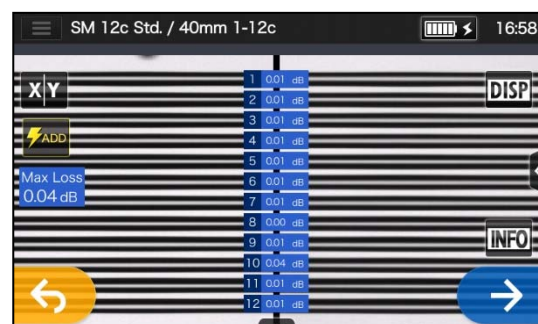 SM 12c Std. / 40mm 1-12c
16:58
X|Y
DISP
1 0.01 dB
2 0.01 dB
3 0.01 dB
ADD
4 0.01 dB
5 0.01 dB
Max Loss
0.04 dB
6 0.01 dB
7 0.01 dB
8 0.00 dB
INFO
9 0.01 dB
10 0.04 dB
11 0.01 dB
12 0.01 dB